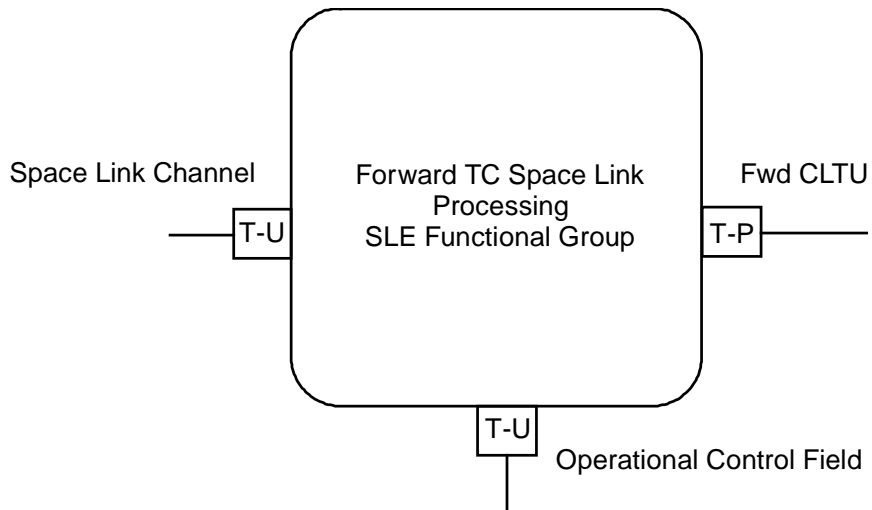 Space Link Channel
T-U
Forward TC Space Link
Processing
SLE Functional Group
Fwd CLTU
T-P
T-U
Operational Control Field